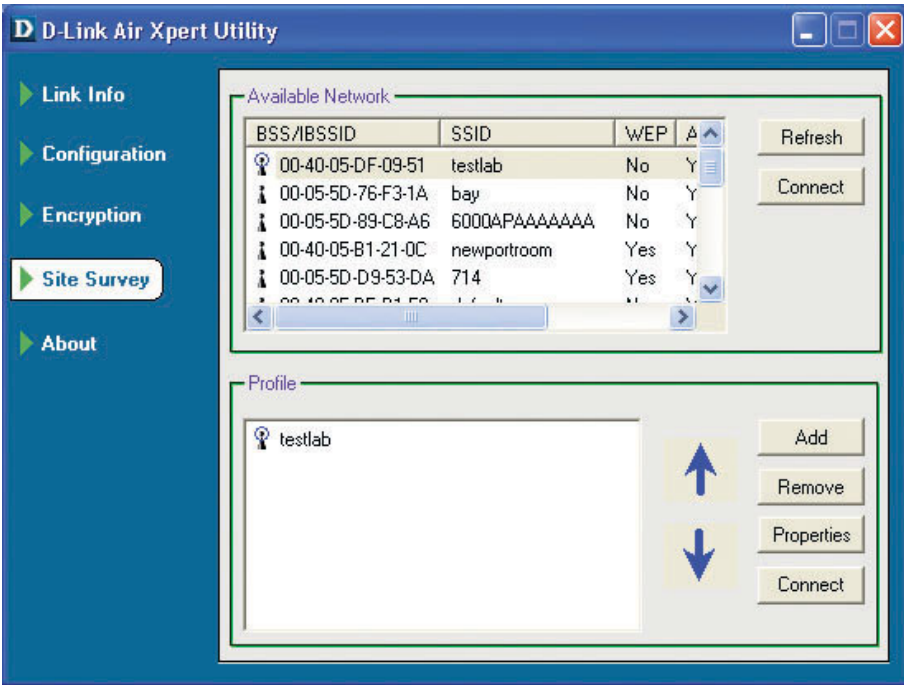 D D-Link Air Xpert Utility
Link Info
Configuration
Encryption
Site Survey
About
Available Network
BSS/IBSSID SSID WEP A
00-40-05-DF-09-51 testlab No Y
00-05-5D-76-F3-1A bay No Y
00-05-5D-89-C8-A6 6000APAAAAAAA No Y
00-40-05-B1-21-0C newportroom Yes Y
00-05-5D-D9-53-DA 714 Yes Y
Refresh
Connect
Profile
testlab
Add
Remove
Properties
Connect